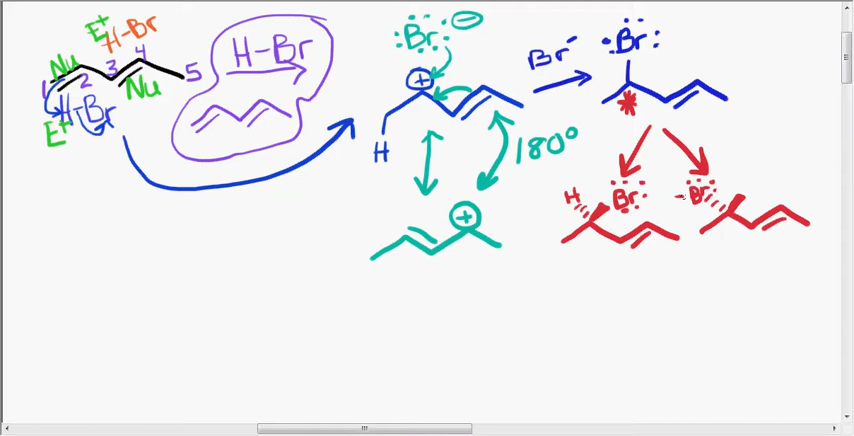 E+
H-Br
Nu
1 2 3 4 5
Nu
H-Br
E+
H-Br
:Br: −
+
H
180°
+
Br-
:Br:
*
H Br
Br